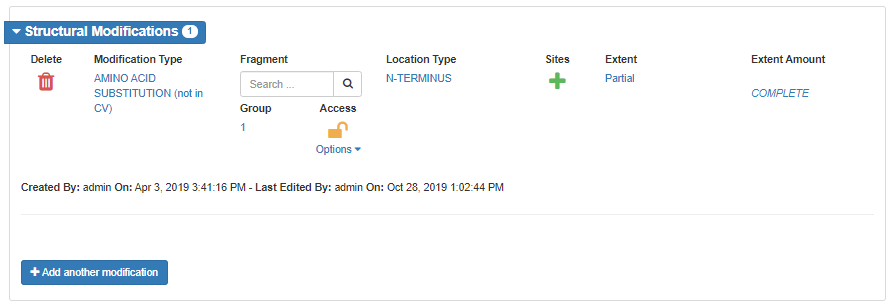 Structural Modifications 1
Delete
Modification Type
Fragment
Location Type
Sites
Extent
Extent Amount
AMINO ACID
SUBSTITUTION (not in
CV)
Search ...
N-TERMINUS
Partial
COMPLETE
Group
Access
1
Options
Created By: admin On: Apr 3, 2019 3:41:16 PM - Last Edited By: admin On: Oct 28, 2019 1:02:44 PM
Add another modification